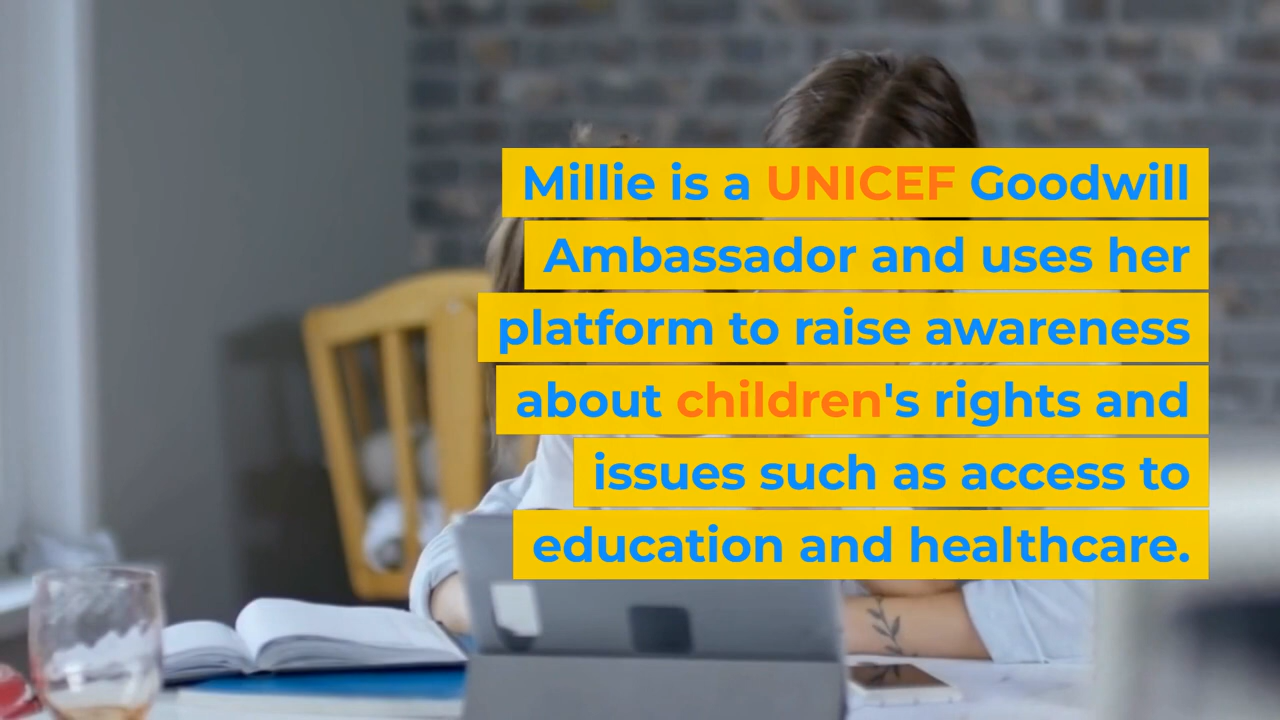 Millie is a UNICEF Goodwill
Ambassador and uses her
platform to raise awareness
about children's rights and
issues such as access to
education and healthcare.